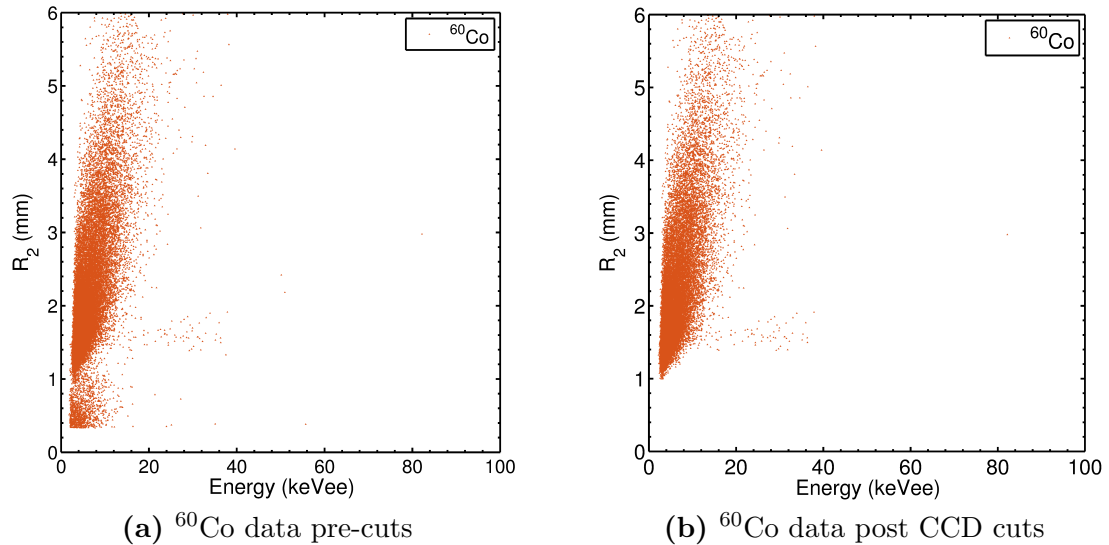 6
5
4
3
2
1
0
R₂ (mm)
⁶⁰Co
0 20 40 60 80 100
Energy (keVee)
(a) ⁶⁰Co data pre-cuts
6
5
4
3
2
1
0
R₂ (mm)
⁶⁰Co
0 20 40 60 80 100
Energy (keVee)
(b) ⁶⁰Co data post CCD cuts